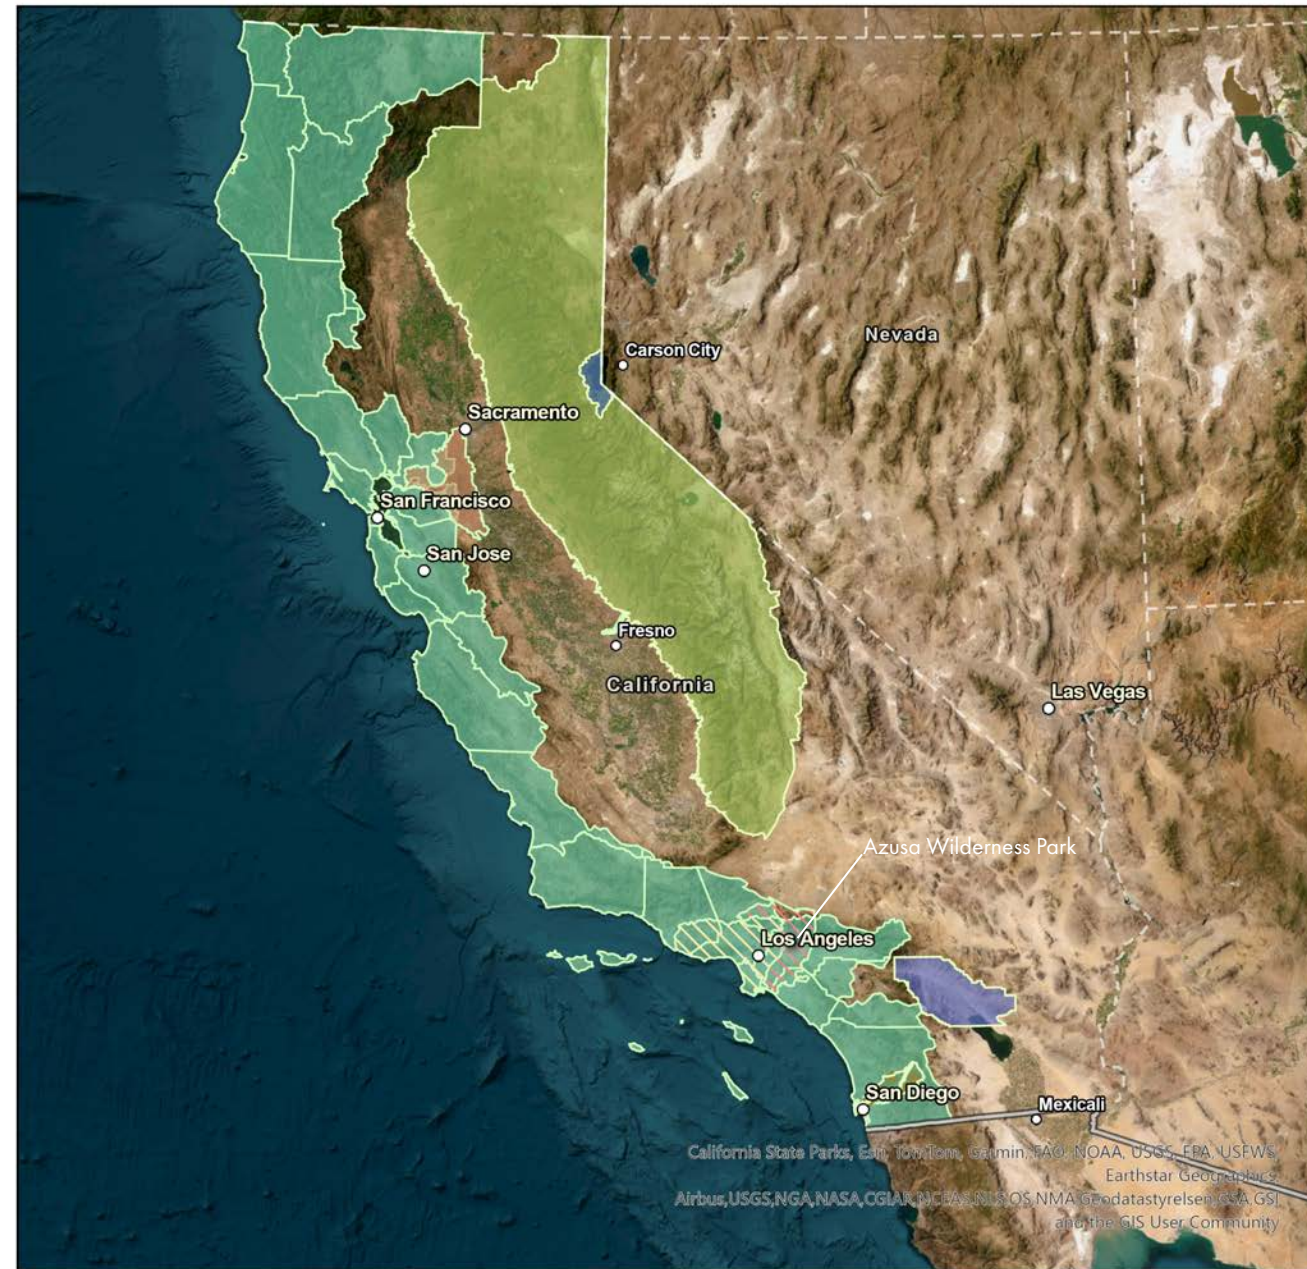 Nevada
Carson City
Sacramento
San Francisco
San Jose
Fresno
California
Las Vegas
Azusa Wilderness Park
Los Angeles
San Diego
Mexicali
California State Parks, Esri, TomTom, Garmin, FAO, NOAA, USGS, EPA, USFWS,
Earthstar Geographics,
Airbus,USGS,NGA,NASA,CGIAR,NCEAS,NLS,OS,NMA,Geodatastyrelsen,GSA,GSI
and the GIS User Community